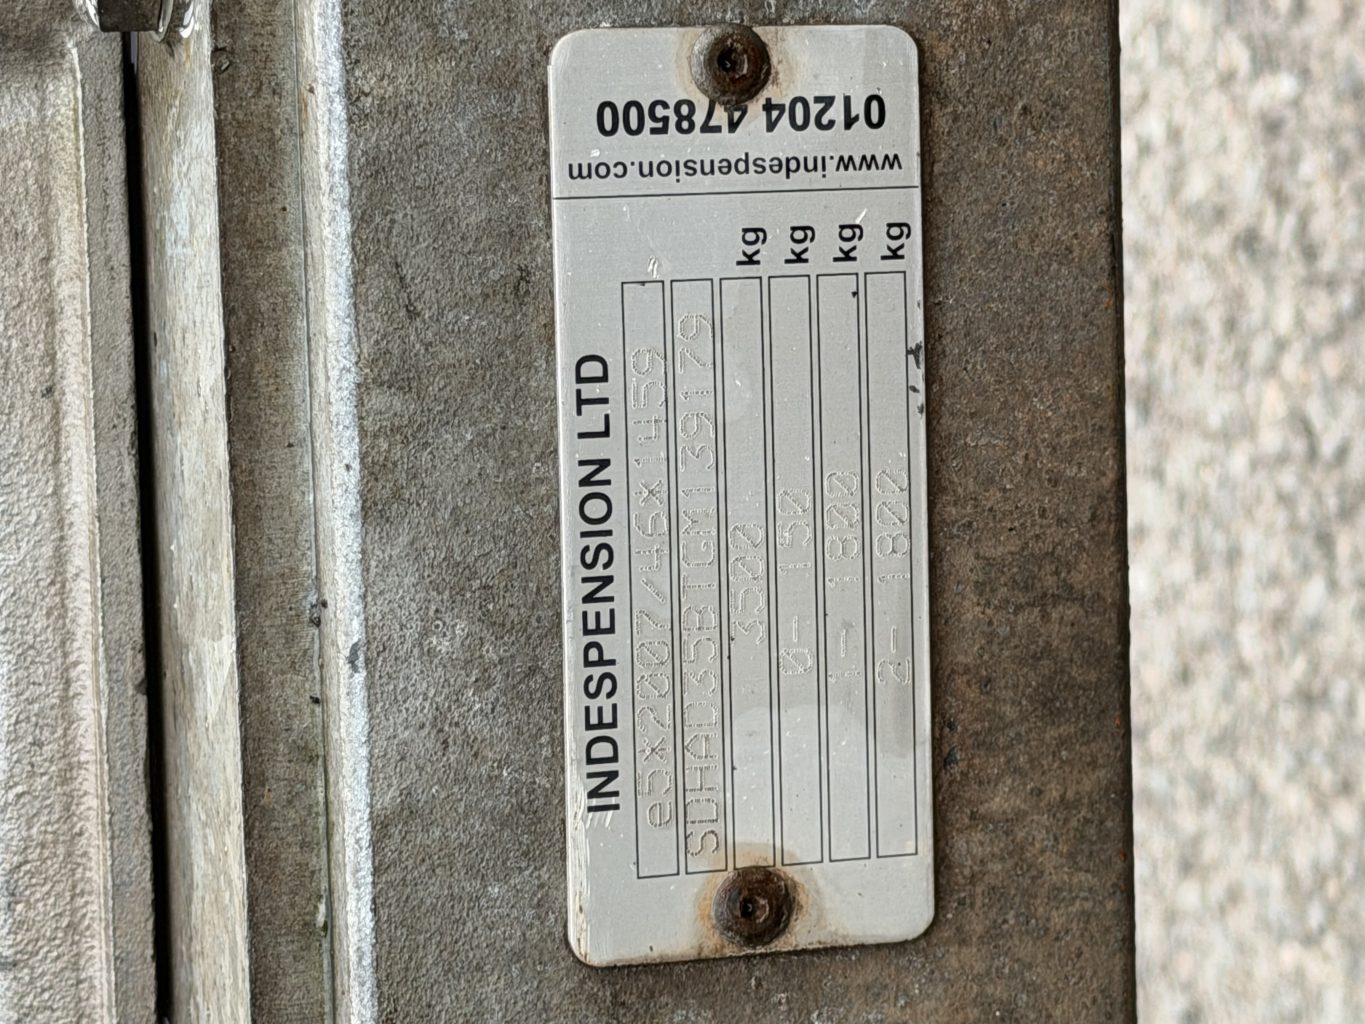 INDESPENSION LTD
e5*2007/46*1459
SDHAD35BTGM139179
3500 kg
0- 150 kg
1- 1800 kg
2- 1800 kg
www.indespension.com
01204 478500